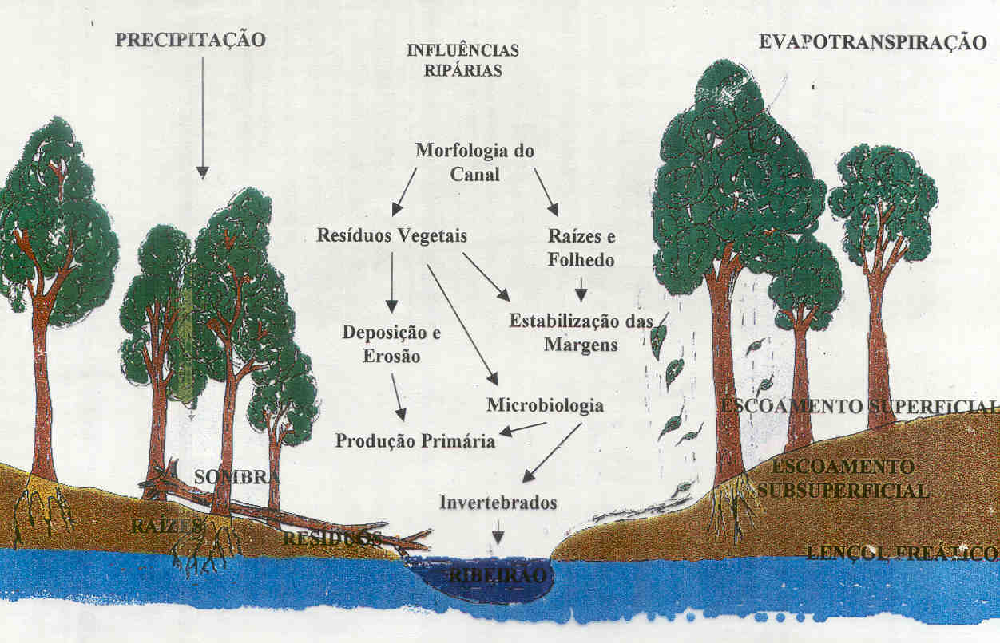 PRECIPITAÇÃO
INFLUÊNCIAS
RIPÁRIAS
EVAPOTRANSPIRAÇÃO
Morfologia do
Canal
Resíduos Vegetais
Raízes e
Folhedo
Deposição e
Erosão
Estabilização das
Margens
Microbiologia
ESCOAMENTO SUPERFICIAL
Produção Primária
SOMBRA
ESCOAMENTO
SUBSUPERFICIAL
Invertebrados
RAÍZES
RESÍDUOS
LENÇOL FREÁTICO
RIBEIRÃO